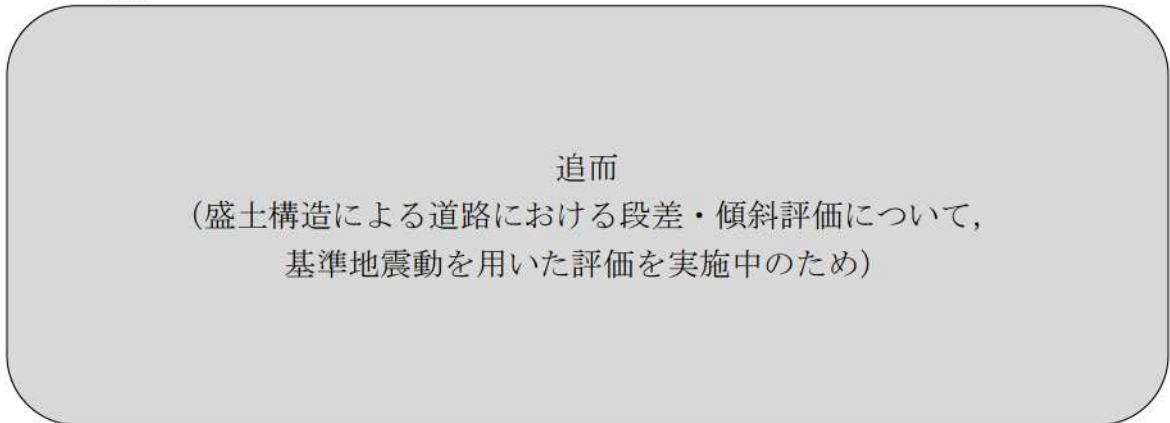 追而
（盛土構造による道路における段差・傾斜評価について，
基準地震動を用いた評価を実施中のため）